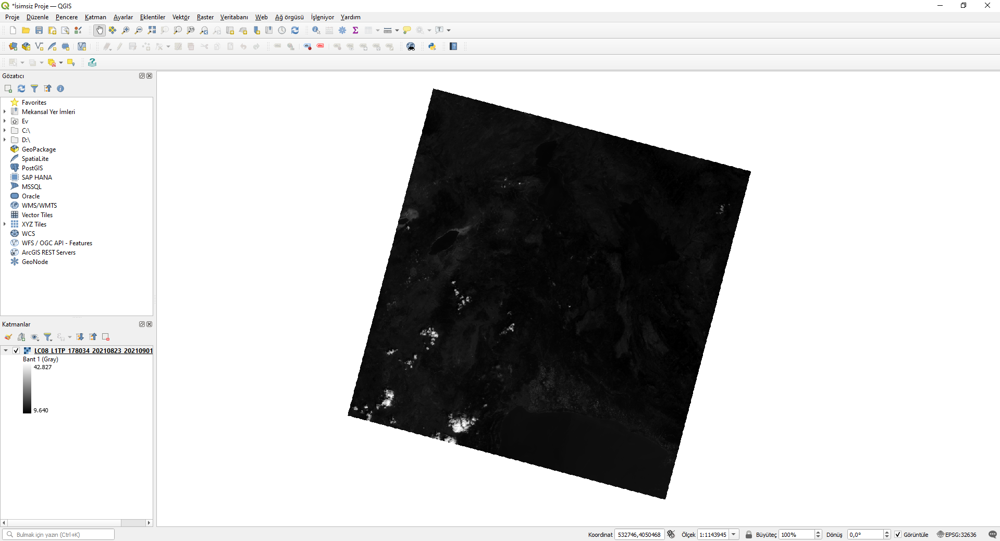 *İsimsiz Proje — QGIS
Proje Düzenle Pencere Katman Ayarlar Eklentiler Vektör Raster Veritabanı Web Ağ örgüsü İşleniyor Yardım
Gözatıcı
Favorites
Mekansal Yer İmleri
Ev
C:\
D:\
GeoPackage
SpatiaLite
PostGIS
SAP HANA
MSSQL
Oracle
WMS/WMTS
Vector Tiles
XYZ Tiles
WCS
WFS / OGC API - Features
ArcGIS REST Servers
GeoNode
Katmanlar
LC08_L1TP_178034_20210823_20210901
Bant 1 (Gray)
42.827
9.640
Bulmak için yazın (Ctrl+K)
Koordinat 532746,4050468 Ölçek 1:1143945 Büyüteç 100% Dönüş 0,0° Görüntüle EPSG:32636